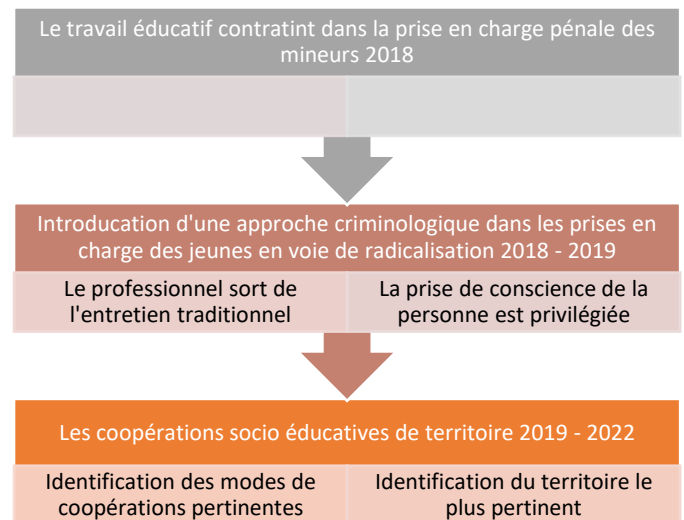 Le travail éducatif contratint dans la prise en charge pénale des
mineurs 2018
Introducation d'une approche criminologique dans les prises en
charge des jeunes en voie de radicalisation 2018 - 2019
Le professionnel sort de
l'entretien traditionnel
La prise de conscience de la
personne est privilégiée
Les coopérations socio éducatives de territoire 2019 - 2022
Identification des modes de
coopérations pertinentes
Identification du territoire le
plus pertinent